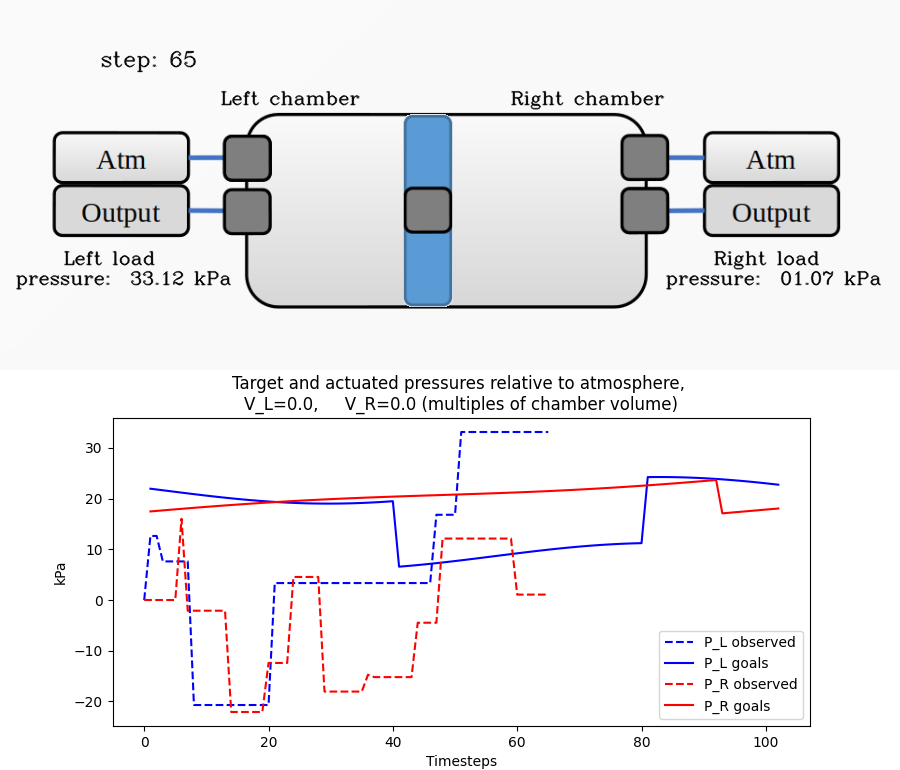 step: 65
Left chamber
Right chamber
Atm
Atm
Output
Output
Left load
pressure: 33.12 kPa
Right load
pressure: 01.07 kPa
Target and actuated pressures relative to atmosphere,
V_L=0.0, V_R=0.0 (multiples of chamber volume)
30
20
10
0
−10
−20
kPa
0
20
40
60
80
100
Timesteps
P_L observed
P_L goals
P_R observed
P_R goals